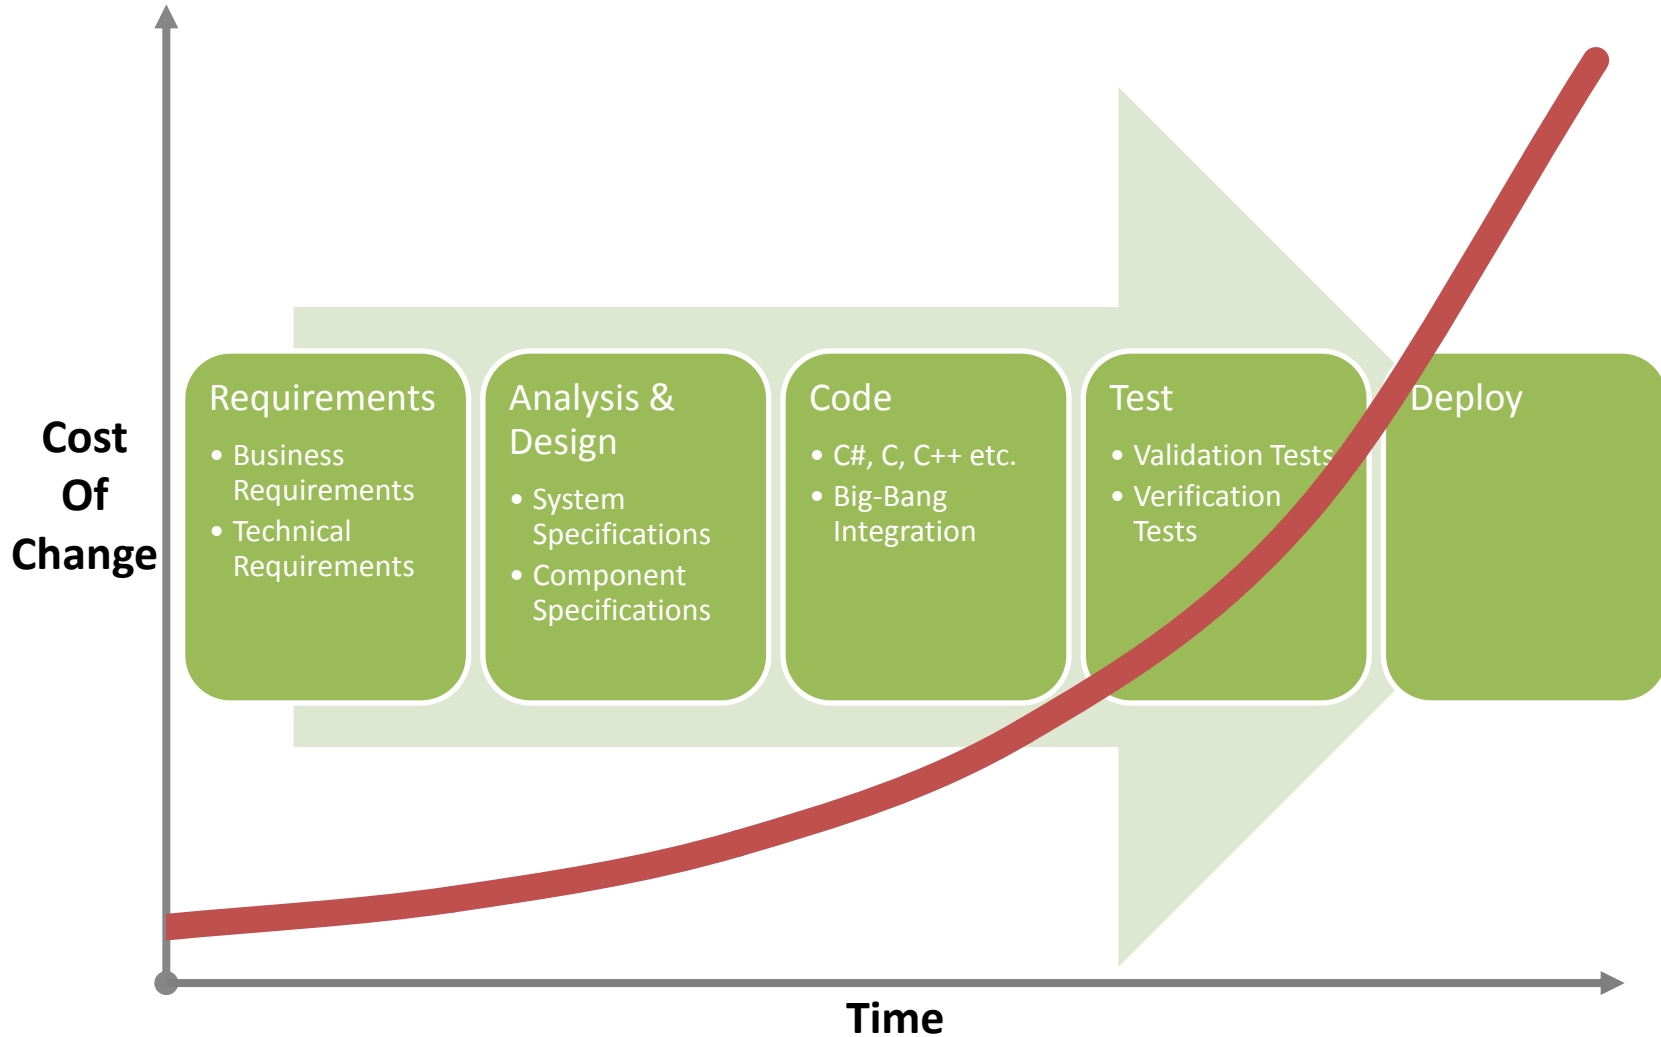 Cost
Of
Change
Requirements
• Business
Requirements
• Technical
Requirements
Analysis &
Design
• System
Specifications
• Component
Specifications
Code
• C#, C, C++ etc.
• Big-Bang
Integration
Test
• Validation Tests
• Verification
Tests
Deploy
Time